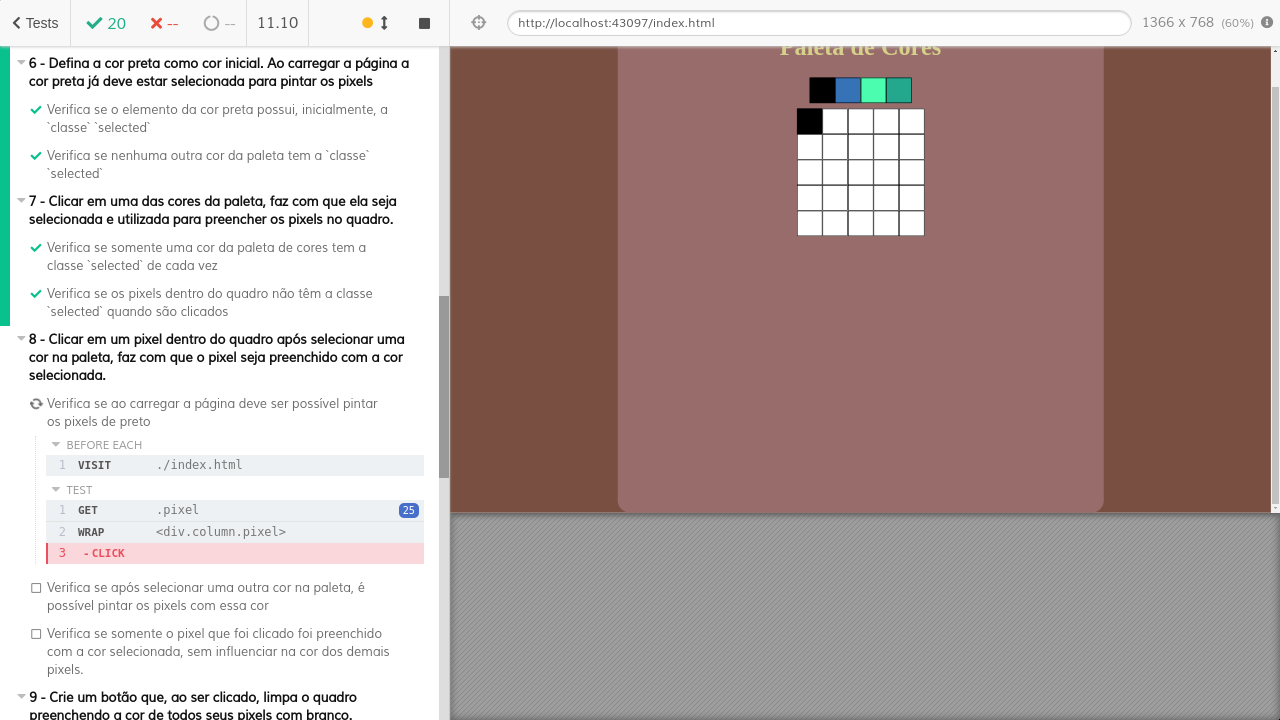 Tests
20
--
--
11.10
http://localhost:43097/index.html
1366 x 768 (60%)
6 - Defina a cor preta como cor inicial. Ao carregar a página a
cor preta já deve estar selecionada para pintar os pixels
Verifica se o elemento da cor preta possui, inicialmente, a
`classe` `selected`
Verifica se nenhuma outra cor da paleta tem a `classe`
`selected`
7 - Clicar em uma das cores da paleta, faz com que ela seja
selecionada e utilizada para preencher os pixels no quadro.
Verifica se somente uma cor da paleta de cores tem a
classe `selected` de cada vez
Verifica se os pixels dentro do quadro não têm a classe
`selected` quando são clicados
8 - Clicar em um pixel dentro do quadro após selecionar uma
cor na paleta, faz com que o pixel seja preenchido com a cor
selecionada.
Verifica se ao carregar a página deve ser possível pintar
os pixels de preto
BEFORE EACH
1 VISIT ./index.html
TEST
1 GET .pixel 25
2 WRAP <div.column.pixel>
3 -CLICK
Verifica se após selecionar uma outra cor na paleta, é
possível pintar os pixels com essa cor
Verifica se somente o pixel que foi clicado foi preenchido
com a cor selecionada, sem influenciar na cor dos demais
pixels.
9 - Crie um botão que, ao ser clicado, limpa o quadro
preenchendo a cor de todos seus pixels com branco.
Paleta de Cores